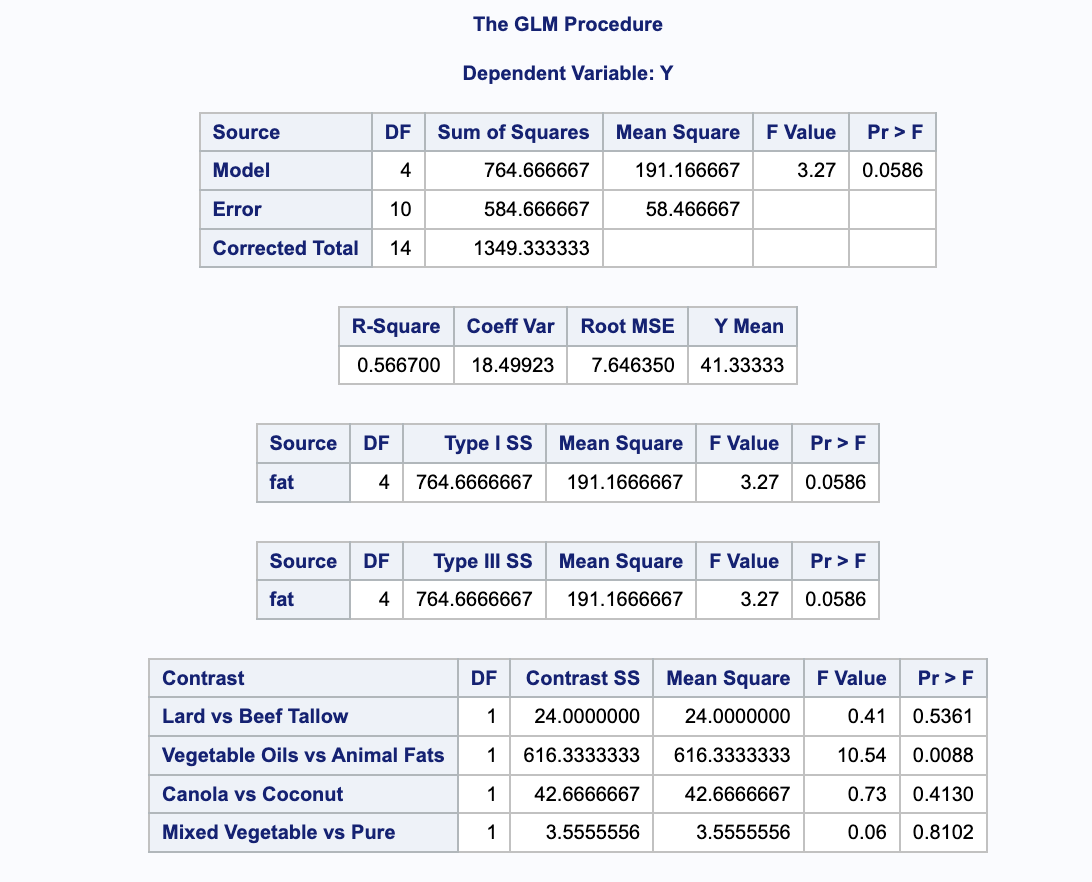 The GLM Procedure
Dependent Variable: Y
Source DF Sum of Squares Mean Square F Value Pr > F
Model 4 764.666667 191.166667 3.27 0.0586
Error 10 584.666667 58.466667
Corrected Total 14 1349.333333
R-Square Coeff Var Root MSE Y Mean
0.566700 18.49923 7.646350 41.33333
Source DF Type I SS Mean Square F Value Pr > F
fat 4 764.6666667 191.1666667 3.27 0.0586
Source DF Type III SS Mean Square F Value Pr > F
fat 4 764.6666667 191.1666667 3.27 0.0586
Contrast DF Contrast SS Mean Square F Value Pr > F
Lard vs Beef Tallow 1 24.0000000 24.0000000 0.41 0.5361
Vegetable Oils vs Animal Fats 1 616.3333333 616.3333333 10.54 0.0088
Canola vs Coconut 1 42.6666667 42.6666667 0.73 0.4130
Mixed Vegetable vs Pure 1 3.5555556 3.5555556 0.06 0.8102